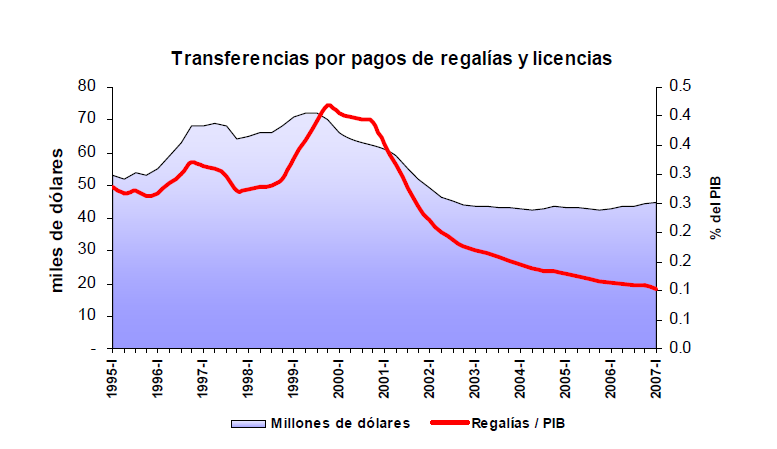 Transferencias por pagos de regalías y licencias
miles de dólares
80
70
60
50
40
30
20
10
-
0.5
0.4
0.4
0.3
0.3
0.2
0.2
0.1
0.1
0.0
% del PIB
1995-I
1996-I
1997-I
1998-I
1999-I
2000-I
2001-I
2002-I
2003-I
2004-I
2005-I
2006-I
2007-I
Millones de dólares
Regalías / PIB